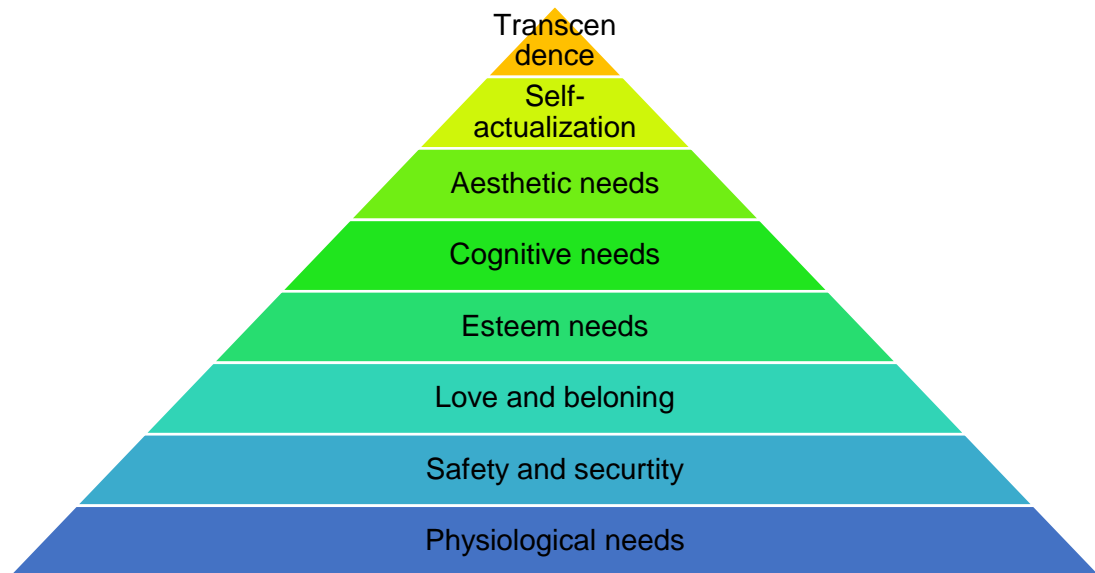 Transcen
dence
Self-
actualization
Aesthetic needs
Cognitive needs
Esteem needs
Love and beloning
Safety and securtity
Physiological needs